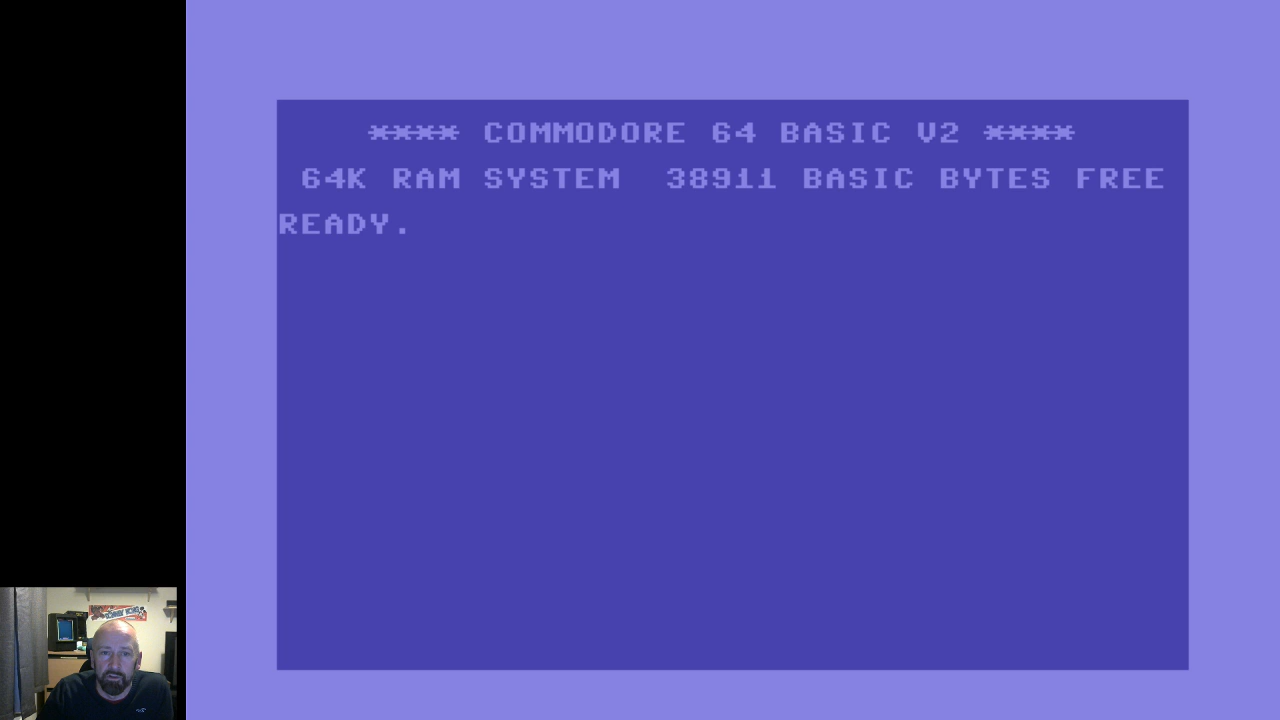 **** COMMODORE 64 BASIC V2 ****
64K RAM SYSTEM  38911 BASIC BYTES FREE
READY.